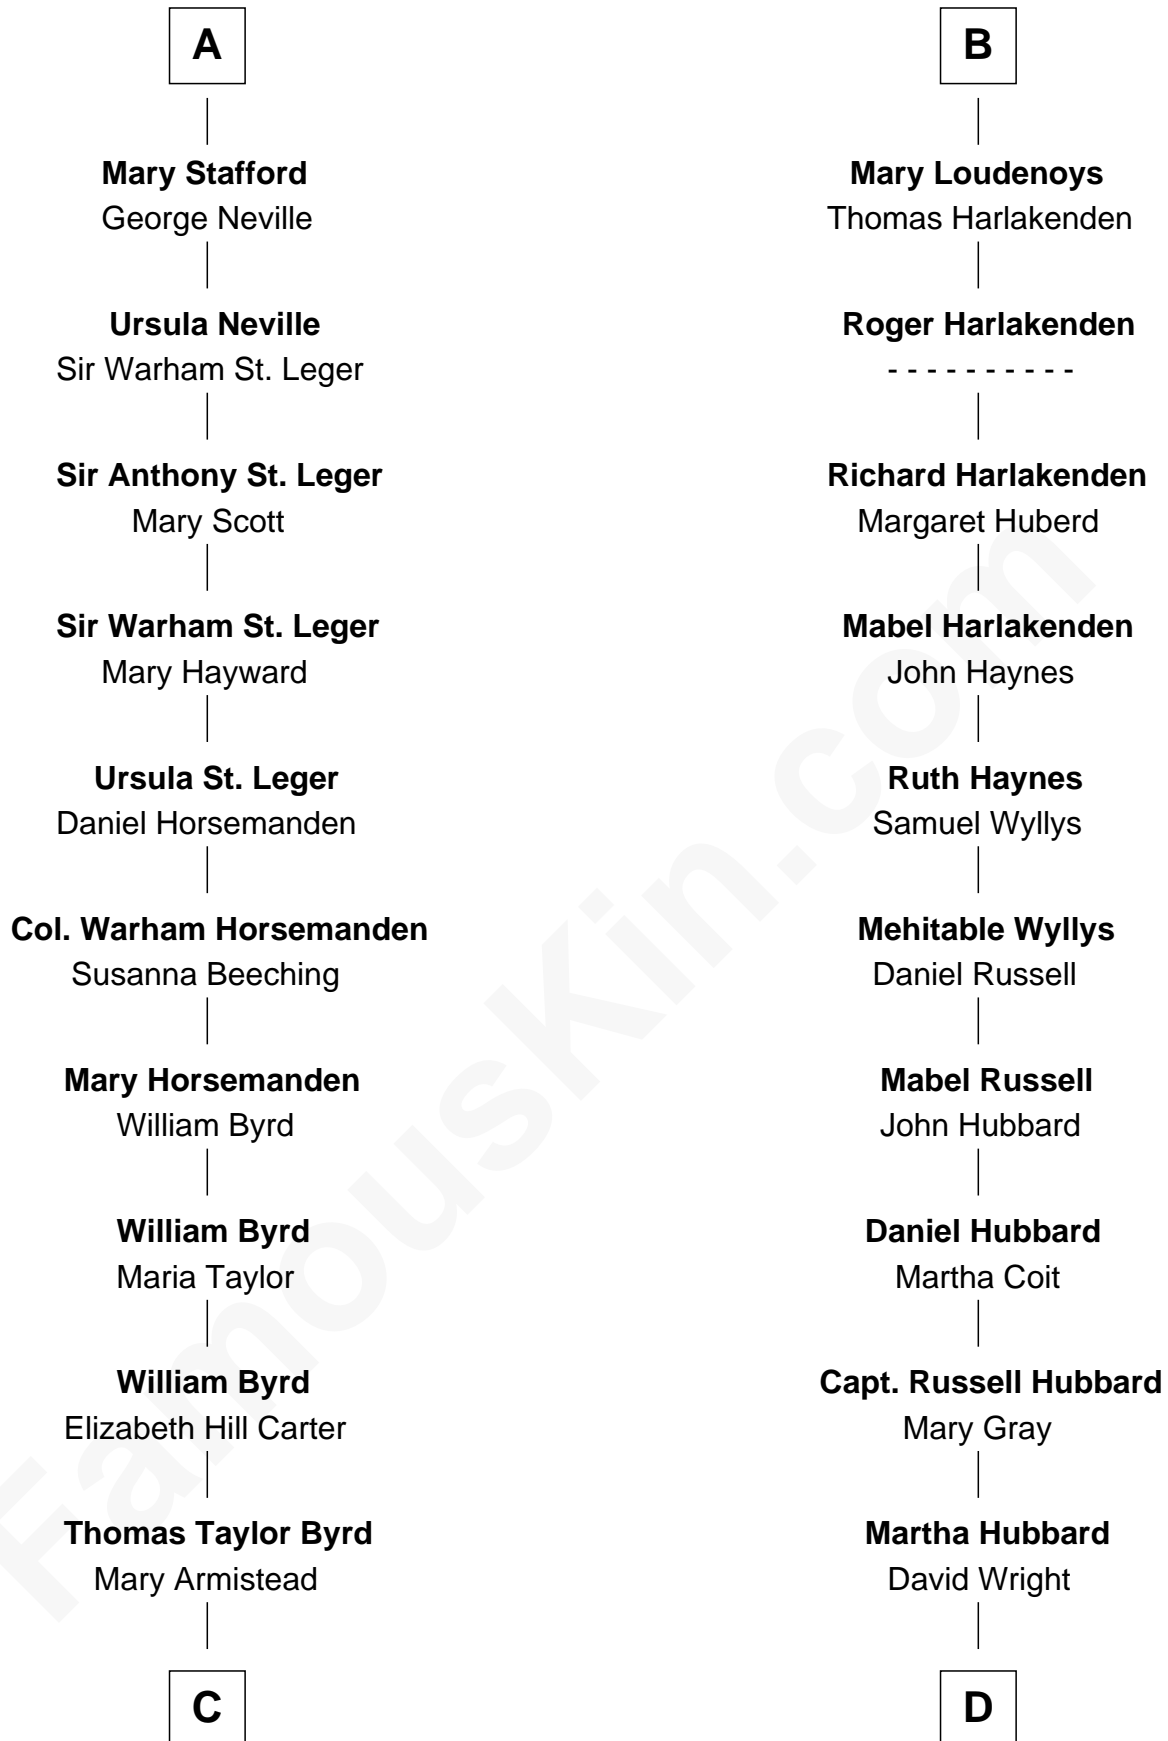 A
Mary Stafford
George Neville
Ursula Neville
Sir Warham St. Leger
Sir Anthony St. Leger
Mary Scott
Sir Warham St. Leger
Mary Hayward
Ursula St. Leger
Daniel Horsemanden
Col. Warham Horsemanden
Susanna Beeching
Mary Horsemanden
William Byrd
William Byrd
Maria Taylor
William Byrd
Elizabeth Hill Carter
Thomas Taylor Byrd
Mary Armistead
C
B
Mary Loudenoys
Thomas Harlakenden
Roger Harlakenden
- - - - - - - - - -
Richard Harlakenden
Margaret Huberd
Mabel Harlakenden
John Haynes
Ruth Haynes
Samuel Wyllys
Mehitable Wyllys
Daniel Russell
Mabel Russell
John Hubbard
Daniel Hubbard
Martha Coit
Capt. Russell Hubbard
Mary Gray
Martha Hubbard
David Wright
D
FamousKin.com